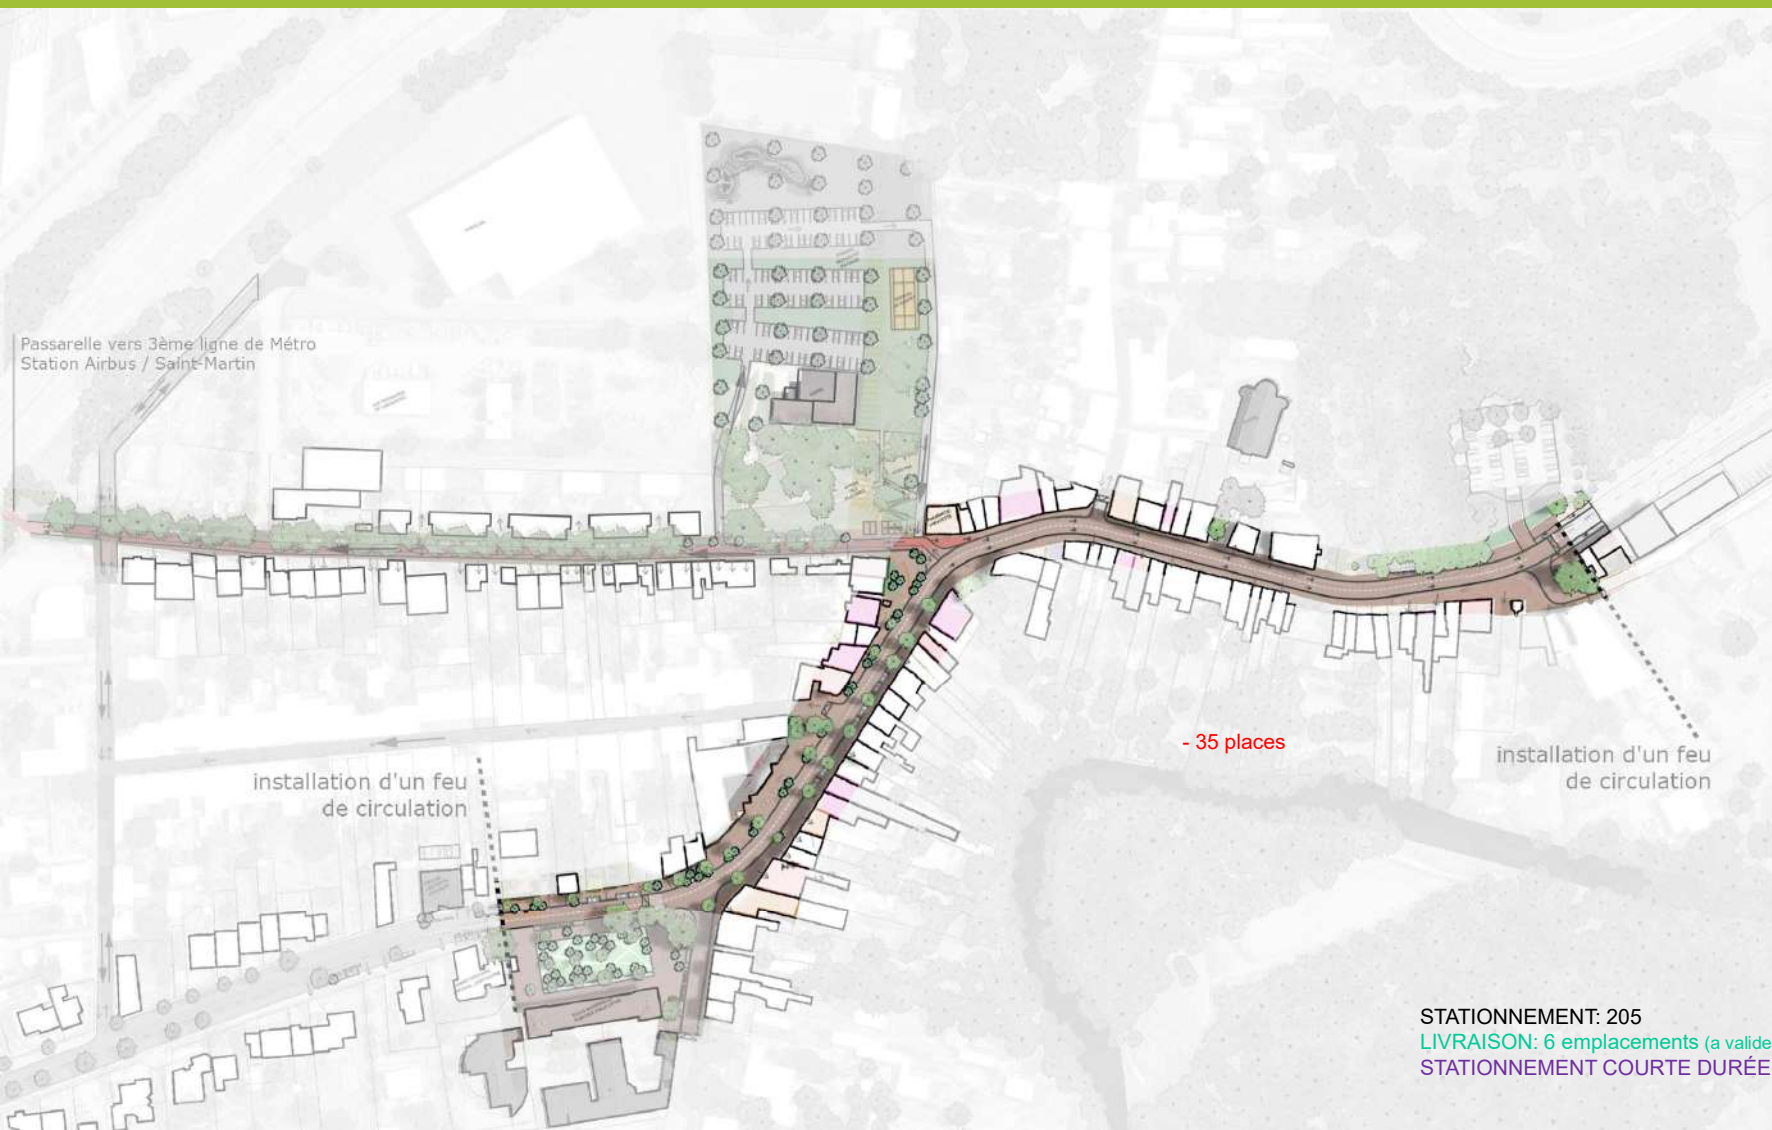 Passarelle vers 3ème ligne de Métro
Station Airbus / Saint-Martin
- 35 places
installation d'un feu
de circulation
installation d'un feu
de circulation
STATIONNEMENT: 205
LIVRAISON: 6 emplacements (a valide
STATIONNEMENT COURTE DURÉE